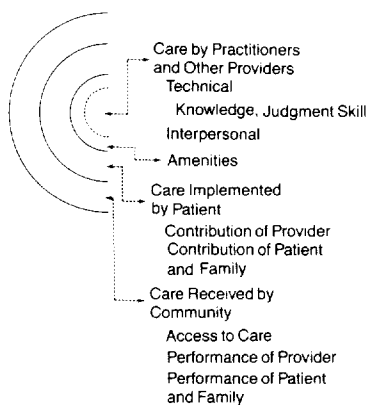 Care by Practitioners
and Other Providers
Technical
Knowledge, Judgment Skill
Interpersonal
Amenities
Care Implemented
by Patient
Contribution of Provider
Contribution of Patient
and Family
Care Received by
Community
Access to Care
Performance of Provider
Performance of Patient
and Family